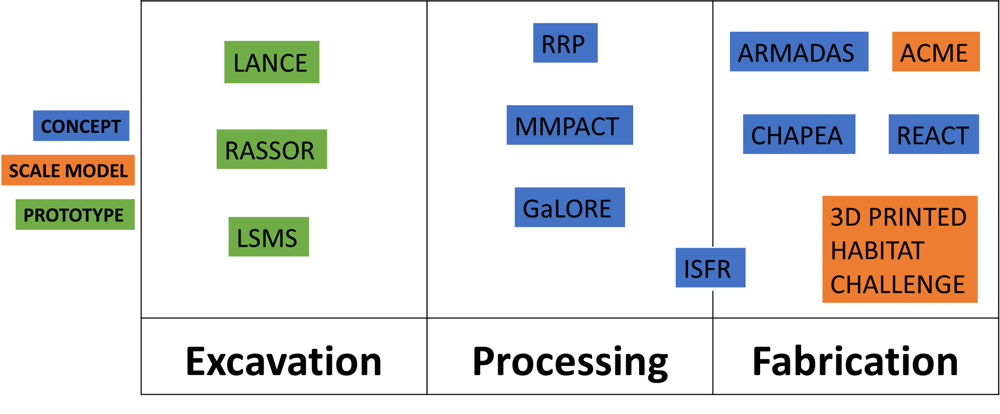 CONCEPT
SCALE MODEL
PROTOTYPE
LANCE
RASSOR
LSMS
RRP
MMPACT
GaLORE
ISFR
ARMADAS
ACME
CHAPEA
REACT
3D PRINTED
HABITAT
CHALLENGE
Excavation
Processing
Fabrication